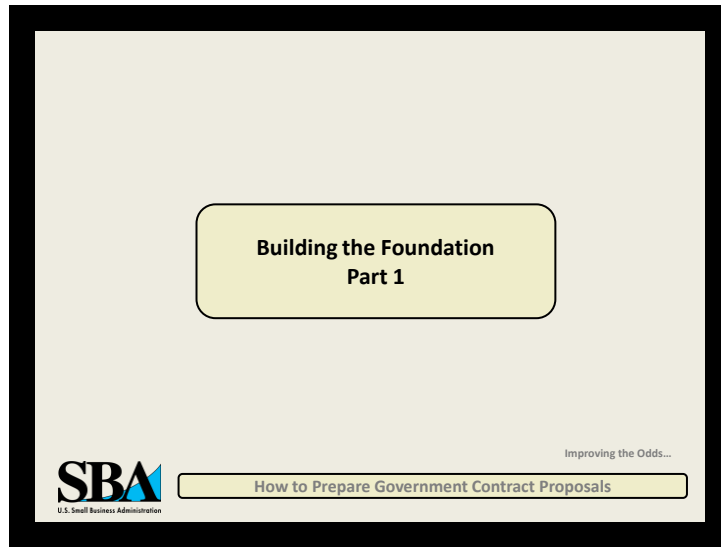 Building the Foundation
Part 1
Improving the Odds...
SBA
U.S. Small Business Administration
How to Prepare Government Contract Proposals